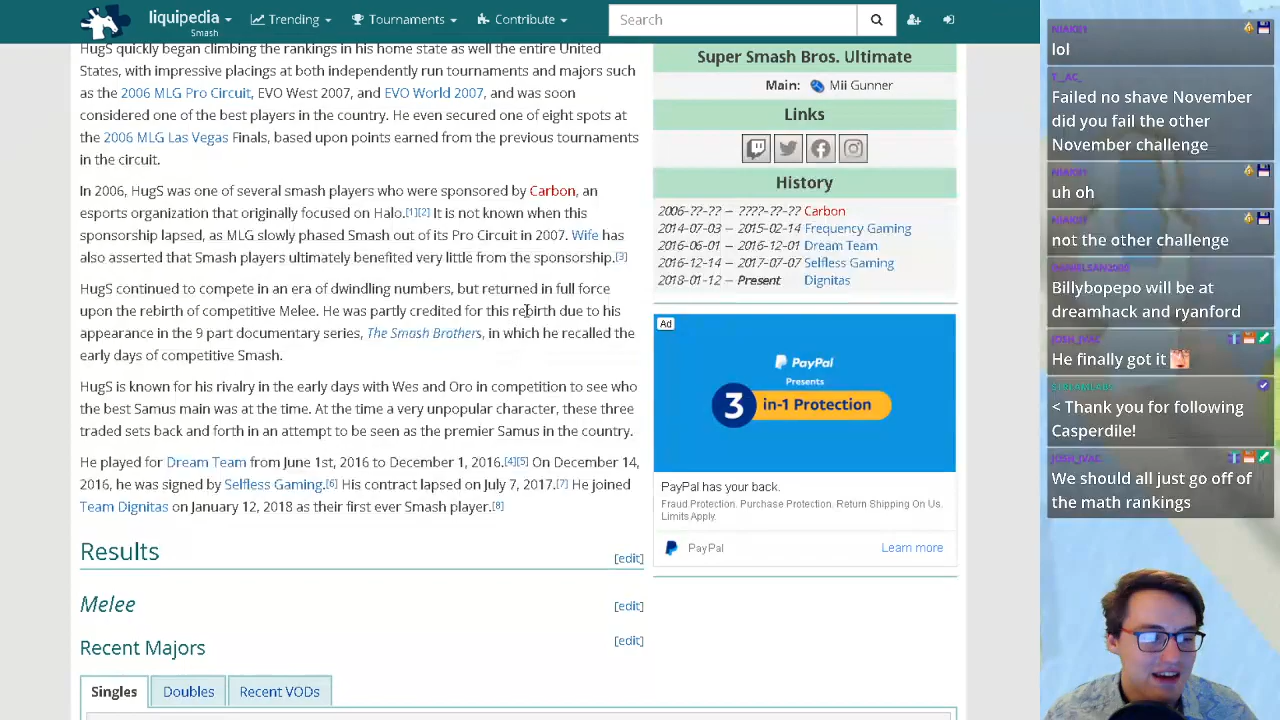 liquipedia
Smash
Trending
Tournaments
Contribute
Search
HugS quickly began climbing the rankings in his home state as well the entire United
States, with impressive placings at both independently run tournaments and majors such
as the 2006 MLG Pro Circuit, EVO West 2007, and EVO World 2007, and was soon
considered one of the best players in the country. He even secured one of eight spots at
the 2006 MLG Las Vegas Finals, based upon points earned from the previous tournaments
in the circuit.
In 2006, HugS was one of several smash players who were sponsored by Carbon, an
esports organization that originally focused on Halo.[1][2] It is not known when this
sponsorship lapsed, as MLG slowly phased Smash out of its Pro Circuit in 2007. Wife has
also asserted that Smash players ultimately benefited very little from the sponsorship.[3]
HugS continued to compete in an era of dwindling numbers, but returned in full force
upon the rebirth of competitive Melee. He was partly credited for this rebirth due to his
appearance in the 9 part documentary series, The Smash Brothers, in which he recalled the
early days of competitive Smash.
HugS is known for his rivalry in the early days with Wes and Oro in competition to see who
the best Samus main was at the time. At the time a very unpopular character, these three
traded sets back and forth in an attempt to be seen as the premier Samus in the country.
He played for Dream Team from June 1st, 2016 to December 1, 2016.[4][5] On December 14,
2016, he was signed by Selfless Gaming.[6] His contract lapsed on July 7, 2017.[7] He joined
Team Dignitas on January 12, 2018 as their first ever Smash player.[8]
Results
[edit]
Melee
[edit]
Recent Majors
[edit]
Singles
Doubles
Recent VODs
Super Smash Bros. Ultimate
Main: Mii Gunner
Links
History
2006-??-?? – ????-??-?? Carbon
2014-07-03 – 2015-02-14 Frequency Gaming
2016-06-01 – 2016-12-01 Dream Team
2016-12-14 – 2017-07-07 Selfless Gaming
2018-01-12 – Present Dignitas
Ad
PayPal
Presents
3 in-1 Protection
PayPal has your back.
Fraud Protection. Purchase Protection. Return Shipping On Us.
Limits Apply.
PayPal
Learn more
lol
T__AC_
Failed no shave November
did you fail the other
November challenge
uh oh
not the other challenge
Billybopepo will be at
dreamhack and ryanford
JOSH_IVAC
He finally got it
STREAMLABS
< Thank you for following
Casperdile!
JOSH_IVAC
We should all just go off of
the math rankings